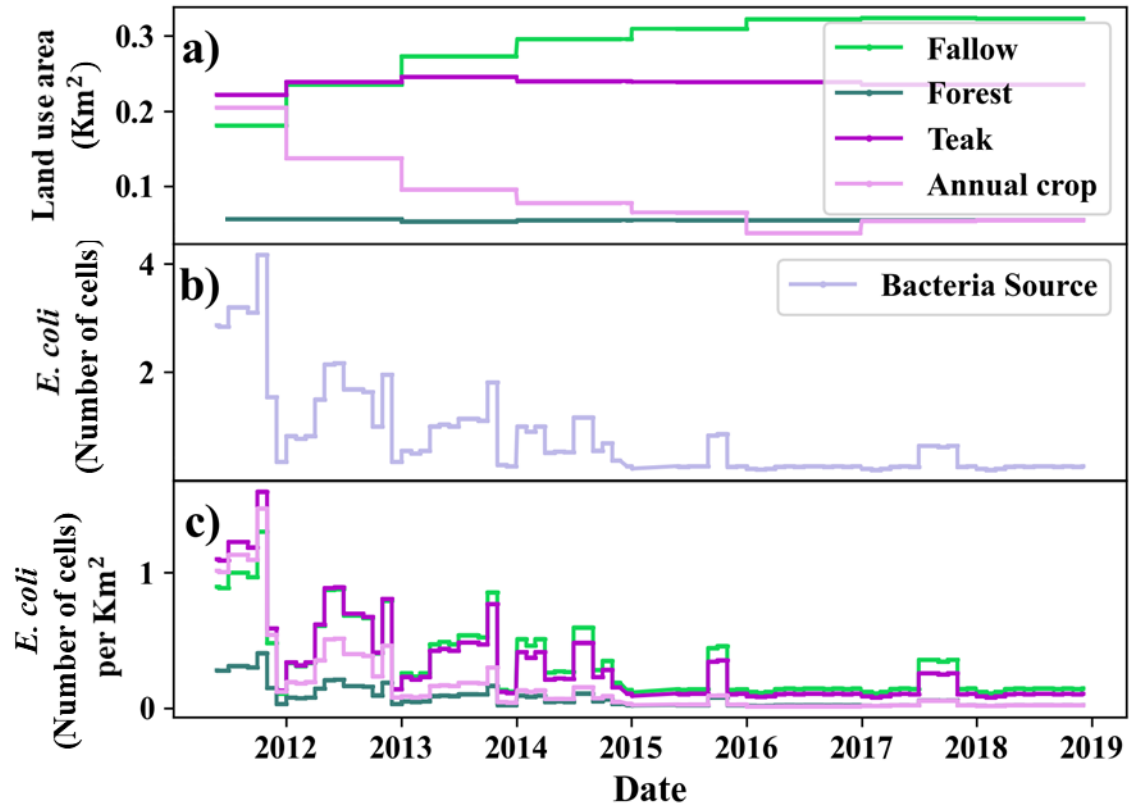 a)
Land use area
(Km²)
0.3
0.2
0.1
Fallow
Forest
Teak
Annual crop
b)
E. coli
(Number of cells)
4
2
Bacteria Source
c)
E. coli
(Number of cells)
per Km²
1
0
2012 2013 2014 2015 2016 2017 2018 2019
Date